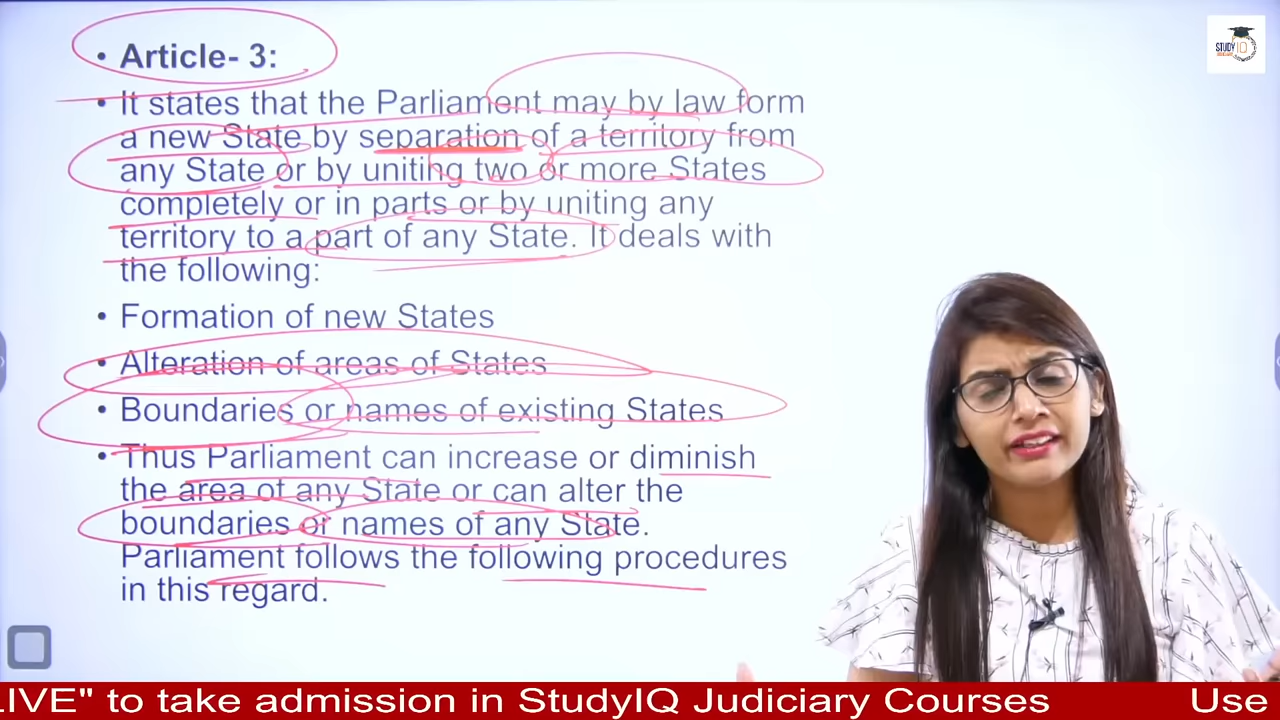 • Article- 3:
• It states that the Parliament may by law form
a new State by separation of a territory from
any State or by uniting two or more States
completely or in parts or by uniting any
territory to a part of any State. It deals with
the following:
• Formation of new States
• Alteration of areas of States
• Boundaries or names of existing States
• Thus Parliament can increase or diminish
the area of any State or can alter the
boundaries or names of any State.
Parliament follows the following procedures
in this regard.
STUDY IQ
LIVE" to take admission in StudyIQ Judiciary Courses Use